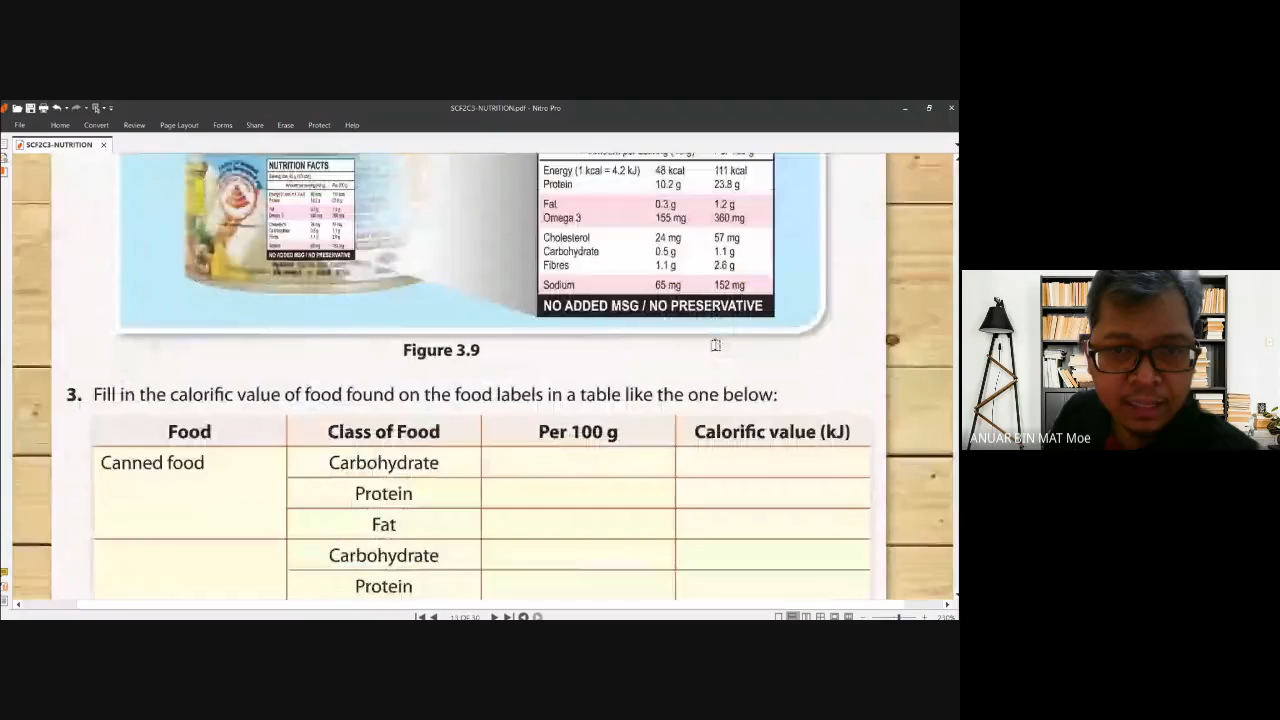 SCF2C3-NUTRITION.pdf - Nitro Pro
File Home Convert Review Page Layout Forms Share Erase Protect Help
SCF2C3-NUTRITION
NUTRITION FACTS
NO ADDED MSG / NO PRESERVATIVE
Energy (1 kcal = 4.2 kJ) 48 kcal 111 kcal
Protein 10.2 g 23.8 g
Fat 0.3 g 1.2 g
Omega 3 155 mg 360 mg
Cholesterol 24 mg 57 mg
Carbohydrate 0.5 g 1.1 g
Fibres 1.1 g 2.6 g
Sodium 65 mg 152 mg
NO ADDED MSG / NO PRESERVATIVE
Figure 3.9
3. Fill in the calorific value of food found on the food labels in a table like the one below:
Food Class of Food Per 100 g Calorific value (kJ)
Canned food Carbohydrate
Protein
Fat
Carbohydrate
Protein
13 OF 30
230%
ANUAR BIN MAT Moe